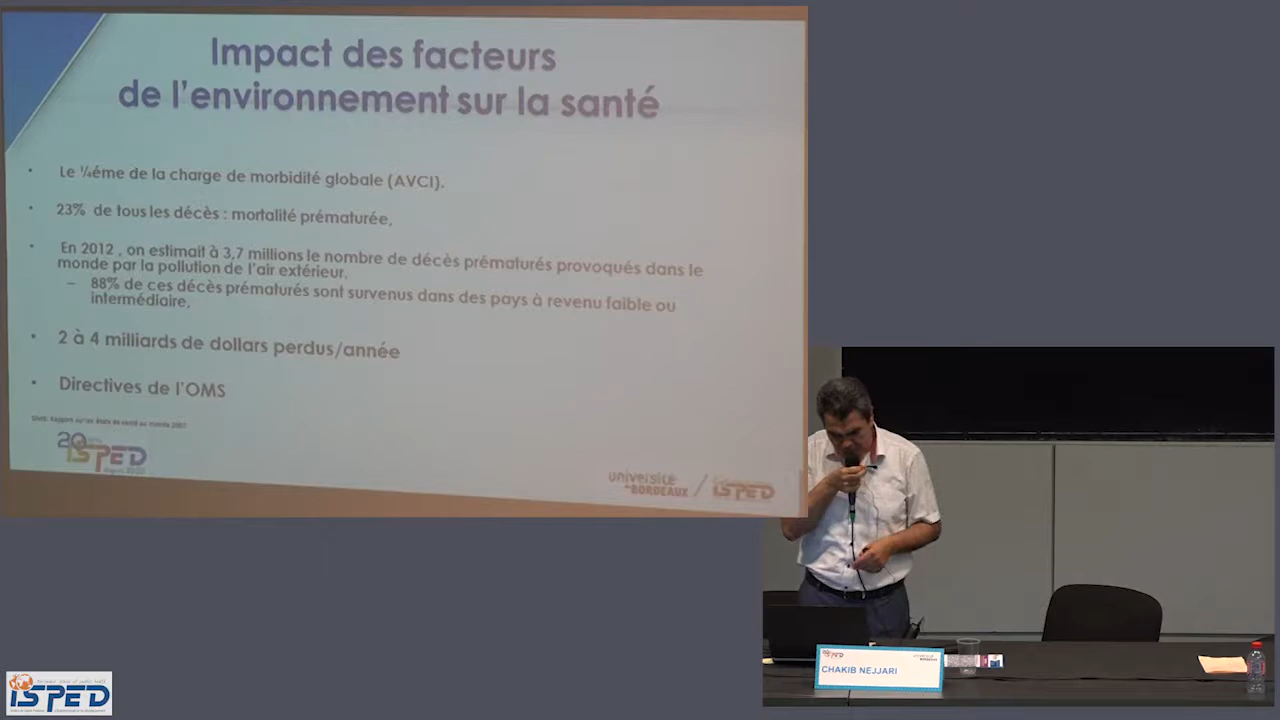 Impact des facteurs
de l'environnement sur la santé
• Le ¼éme de la charge de morbidité globale (AVCI).
• 23% de tous les décès : mortalité prématurée,
• En 2012 , on estimait à 3,7 millions le nombre de décès prématurés provoqués dans le
monde par la pollution de l'air extérieur.
– 88% de ces décès prématurés sont survenus dans des pays à revenu faible ou
intermédiaire,
• 2 à 4 milliards de dollars perdus/année
• Directives de l'OMS
20
ISPED
université
de BORDEAUX
ISPED
ISPED
CHAKIB NEJJARI
ISPED